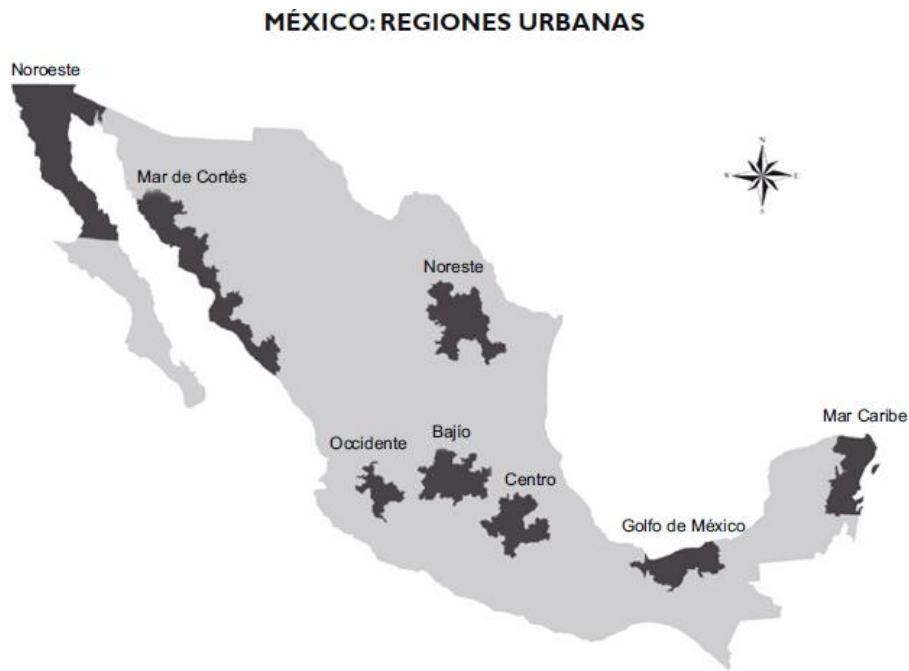 MÉXICO: REGIONES URBANAS
Noroeste
N
Mar de Cortés
W
E
S
Noreste
Mar Caribe
Bajío
Occidente
Centro
Golfo de México